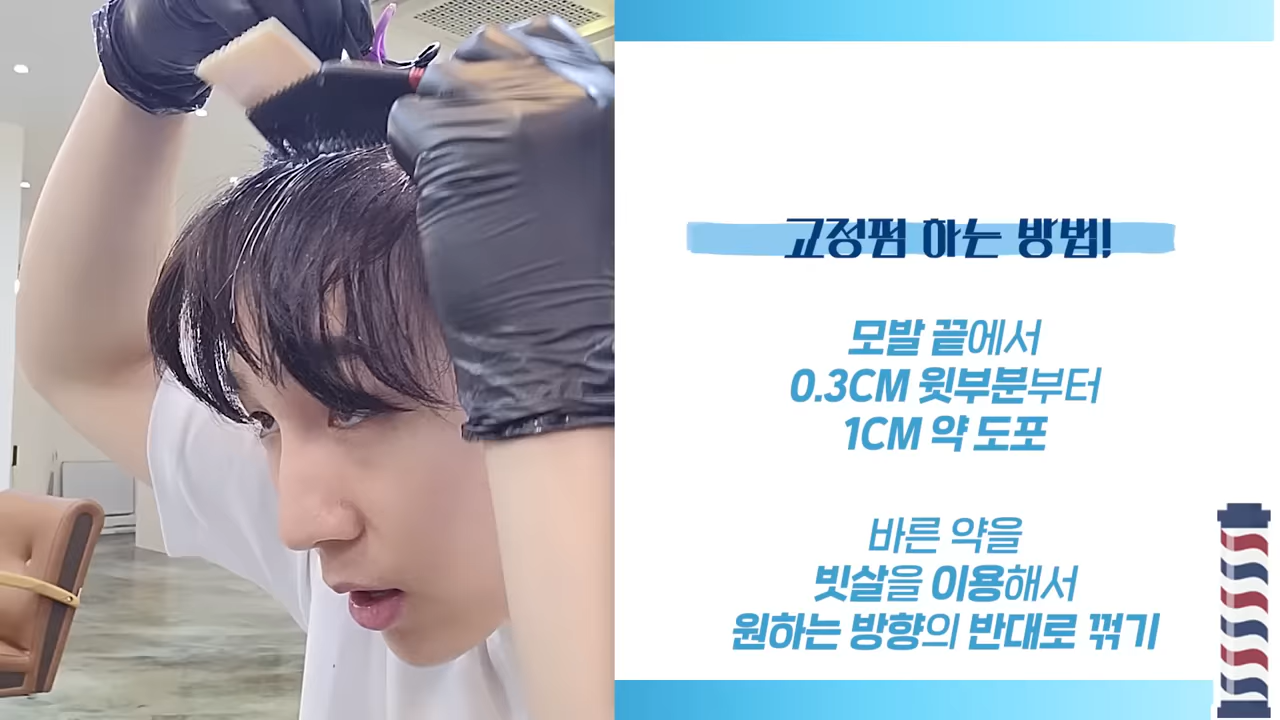 교정펌 하는 방법!
모발 끝에서
0.3CM 윗부분부터
1CM 약 도포
바른 약을
빗살을 이용해서
원하는 방향의 반대로 꺾기